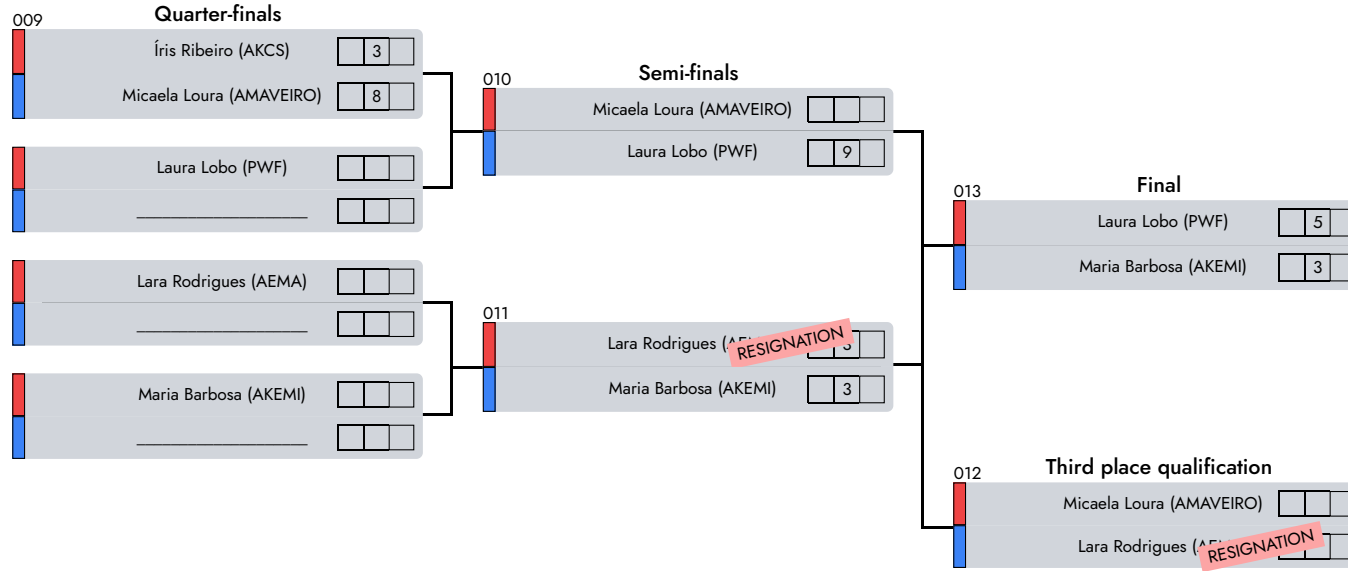 Quarter-finals
009
Íris Ribeiro (AKCS) 3
Micaela Loura (AMAVEIRO) 8
Laura Lobo (PWF)
Lara Rodrigues (AEMA)
Maria Barbosa (AKEMI)
Semi-finals
010
Micaela Loura (AMAVEIRO)
Laura Lobo (PWF) 9
011
Lara Rodrigues
RESIGNATION
Maria Barbosa (AKEMI) 3
Final
013
Laura Lobo (PWF) 5
Maria Barbosa (AKEMI) 3
Third place qualification
012
Micaela Loura (AMAVEIRO)
Lara Rodrigues
RESIGNATION